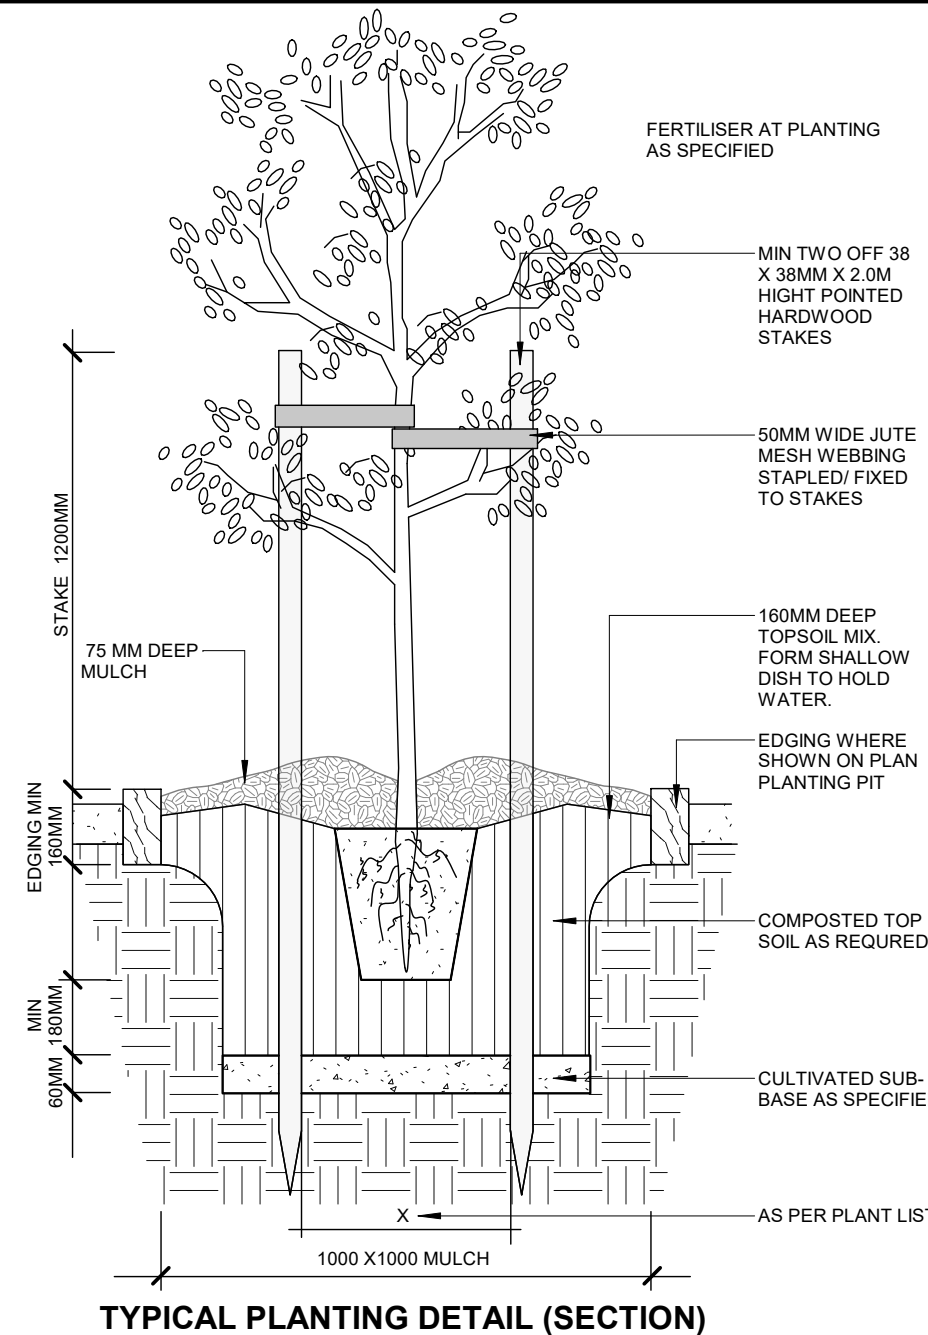 FERTILISER AT PLANTING
AS SPECIFIED
MIN TWO OFF 38
X 38MM X 2.0M
HIGHT POINTED
HARDWOOD
STAKES
50MM WIDE JUTE
MESH WEBBING
STAPLED/ FIXED
TO STAKES
STAKE 1200MM
75 MM DEEP
MULCH
160MM DEEP
TOPSOIL MIX.
FORM SHALLOW
DISH TO HOLD
WATER.
EDGING WHERE
SHOWN ON PLAN
PLANTING PIT
EDGING MIN
160MM
COMPOSTED TOP
SOIL AS REQURED
MIN
180MM
60MM
CULTIVATED SUB-
BASE AS SPECIFIE
X
AS PER PLANT LIST
1000 X1000 MULCH
TYPICAL PLANTING DETAIL (SECTION)